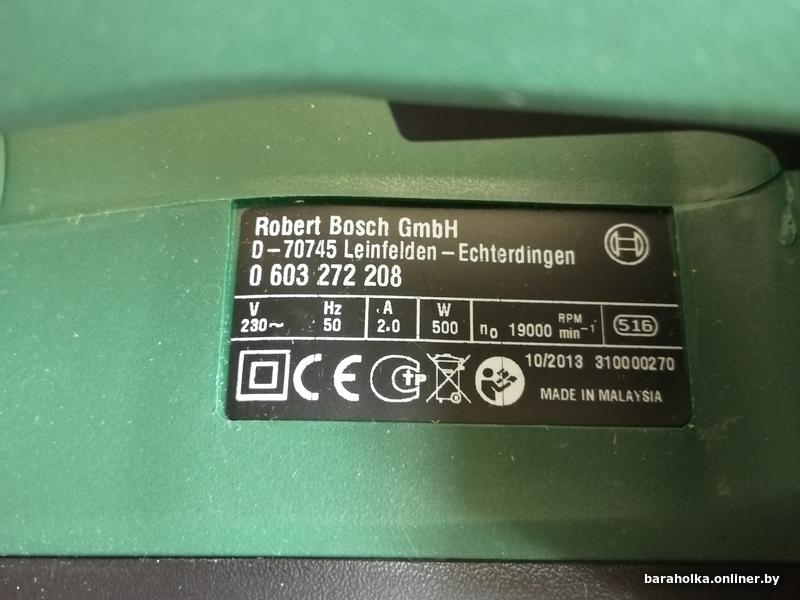 Robert Bosch GmbH
D-70745 Leinfelden-Echterdingen
0 603 272 208
V Hz A W RPM
230~ 50 2.0 500 n0 19000 min-1 516
CE
10/2013 310000270
MADE IN MALAYSIA
baraholka.onliner.by